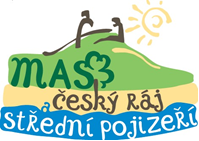 MAS
český ráj
a
střední pojizeří